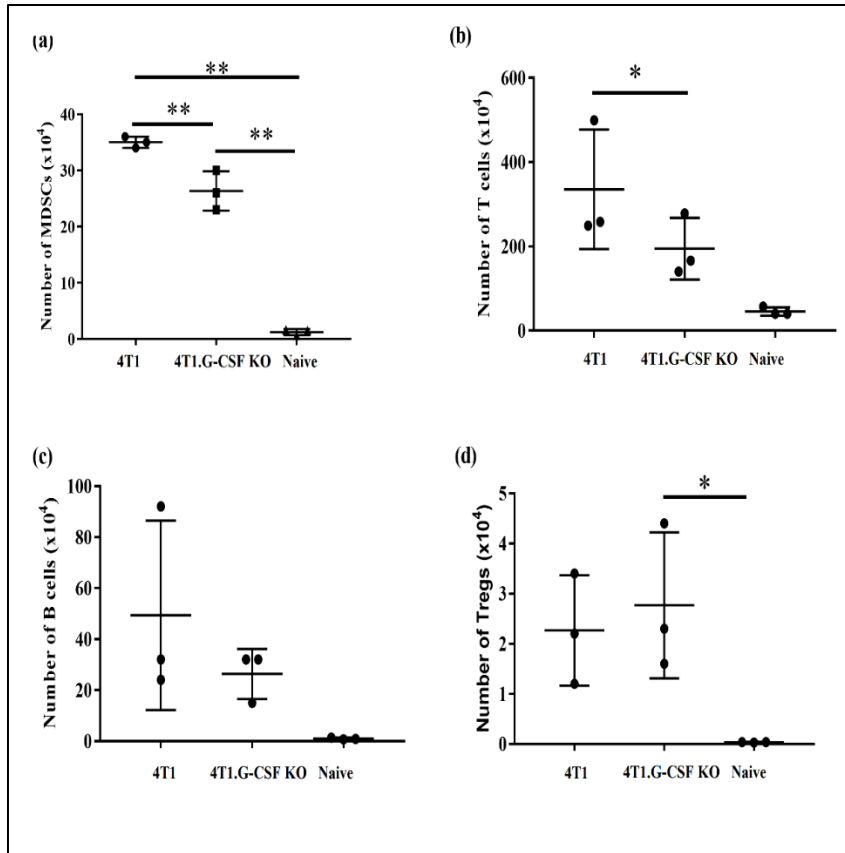 (a)
**
**
**
Number of MDSCs (x10⁴)
40
30
20
10
0
4T1
4T1.G-CSF KO
Naive
(b)
*
Number of T cells (x10⁴)
600
400
200
0
4T1
4T1.G-CSF KO
Naive
(c)
Number of B cells (x10⁴)
100
80
60
40
20
0
4T1
4T1.G-CSF KO
Naive
(d)
*
Number of Tregs (x10⁴)
5
4
3
2
1
0
4T1
4T1.G-CSF KO
Naive